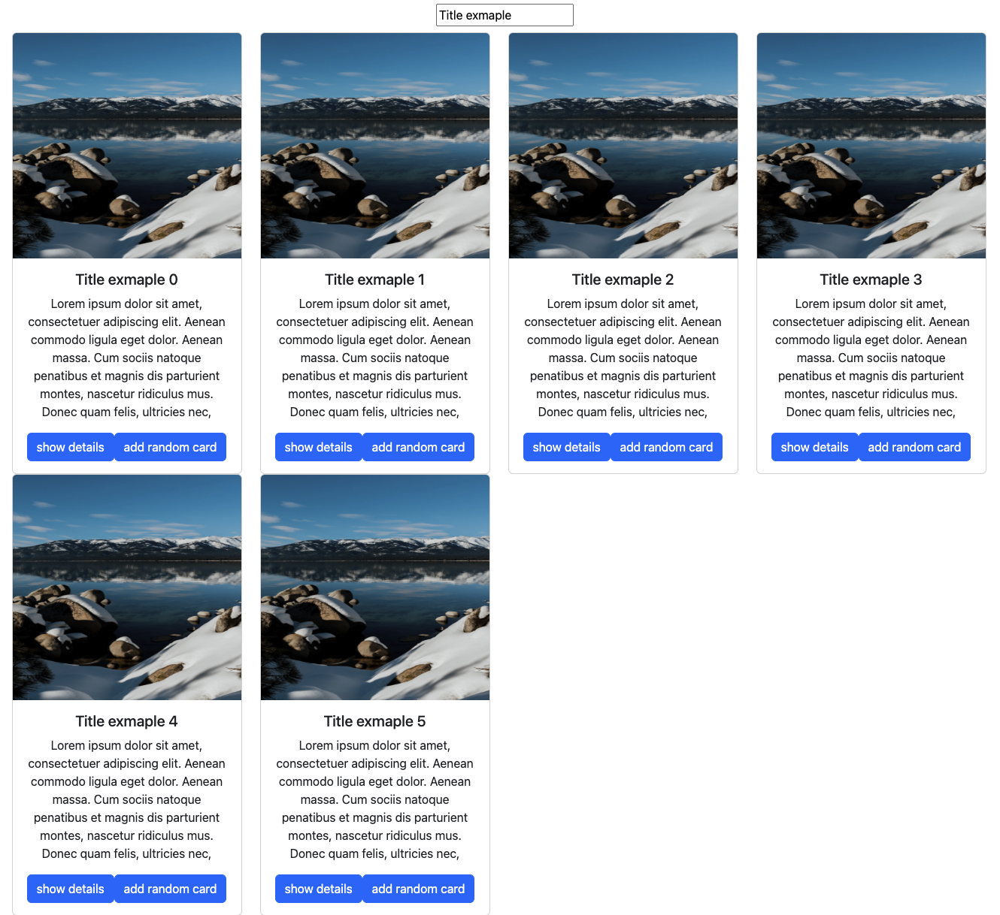 Title exmaple
Title exmaple 0
Lorem ipsum dolor sit amet,
consectetuer adipiscing elit. Aenean
commodo ligula eget dolor. Aenean
massa. Cum sociis natoque
penatibus et magnis dis parturient
montes, nascetur ridiculus mus.
Donec quam felis, ultricies nec,
show details
add random card
Title exmaple 1
Lorem ipsum dolor sit amet,
consectetuer adipiscing elit. Aenean
commodo ligula eget dolor. Aenean
massa. Cum sociis natoque
penatibus et magnis dis parturient
montes, nascetur ridiculus mus.
Donec quam felis, ultricies nec,
show details
add random card
Title exmaple 2
Lorem ipsum dolor sit amet,
consectetuer adipiscing elit. Aenean
commodo ligula eget dolor. Aenean
massa. Cum sociis natoque
penatibus et magnis dis parturient
montes, nascetur ridiculus mus.
Donec quam felis, ultricies nec,
show details
add random card
Title exmaple 3
Lorem ipsum dolor sit amet,
consectetuer adipiscing elit. Aenean
commodo ligula eget dolor. Aenean
massa. Cum sociis natoque
penatibus et magnis dis parturient
montes, nascetur ridiculus mus.
Donec quam felis, ultricies nec,
show details
add random card
Title exmaple 4
Lorem ipsum dolor sit amet,
consectetuer adipiscing elit. Aenean
commodo ligula eget dolor. Aenean
massa. Cum sociis natoque
penatibus et magnis dis parturient
montes, nascetur ridiculus mus.
Donec quam felis, ultricies nec,
show details
add random card
Title exmaple 5
Lorem ipsum dolor sit amet,
consectetuer adipiscing elit. Aenean
commodo ligula eget dolor. Aenean
massa. Cum sociis natoque
penatibus et magnis dis parturient
montes, nascetur ridiculus mus.
Donec quam felis, ultricies nec,
show details
add random card